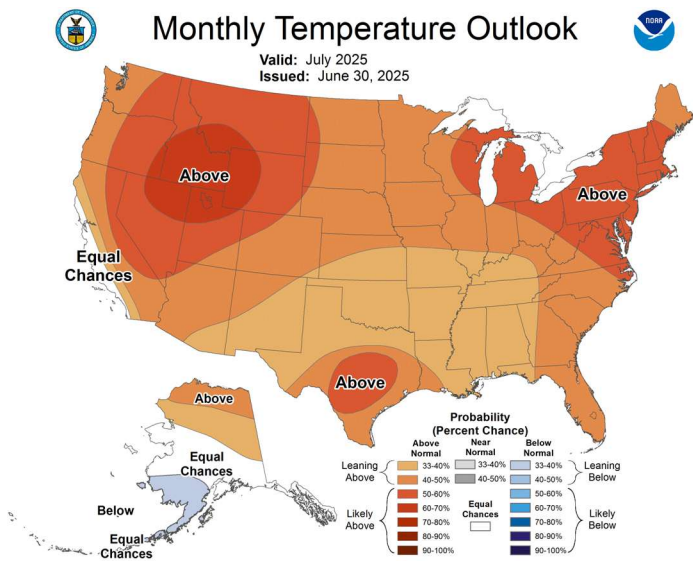 Monthly Temperature Outlook
NOAA
Valid: July 2025
Issued: June 30, 2025
Above
Above
Equal
Chances
Above
Above
Equal
Chances
Below
Equal
Chances
Probability
(Percent Chance)
Above
Normal
Near
Normal
Below
Normal
Leaning
Above
33-40%
33-40%
33-40%
Leaning
Below
40-50%
40-50%
40-50%
Likely
Above
50-60%
60-70%
70-80%
80-90%
90-100%
Equal
Chances
50-60%
60-70%
70-80%
80-90%
90-100%
Likely
Below